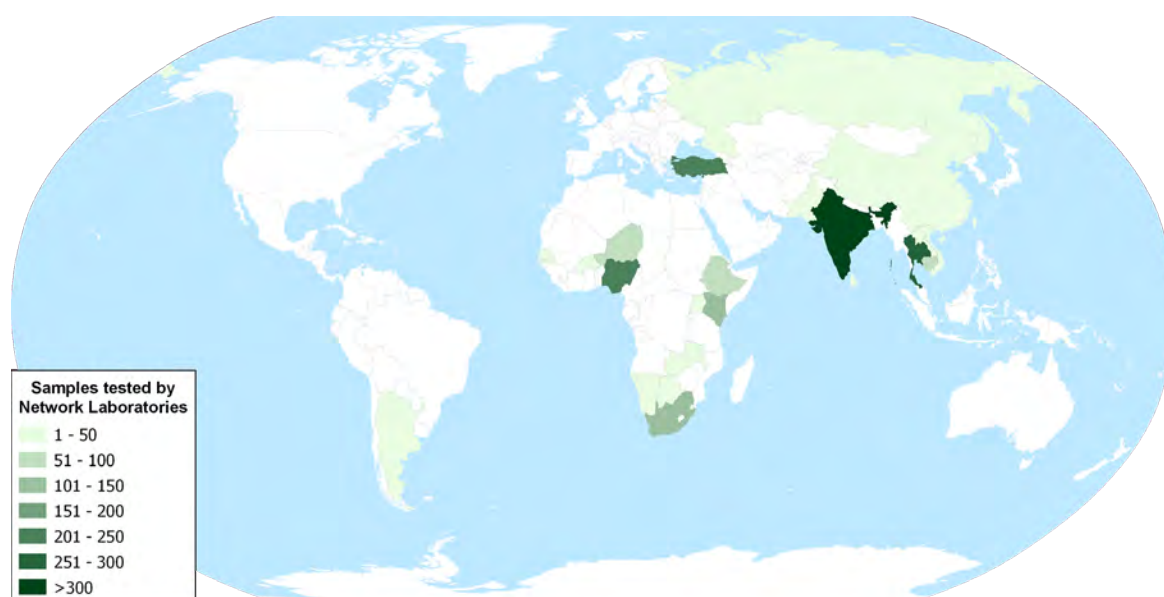 Samples tested by
Network Laboratories
1 - 50
51 - 100
101 - 150
151 - 200
201 - 250
251 - 300
>300